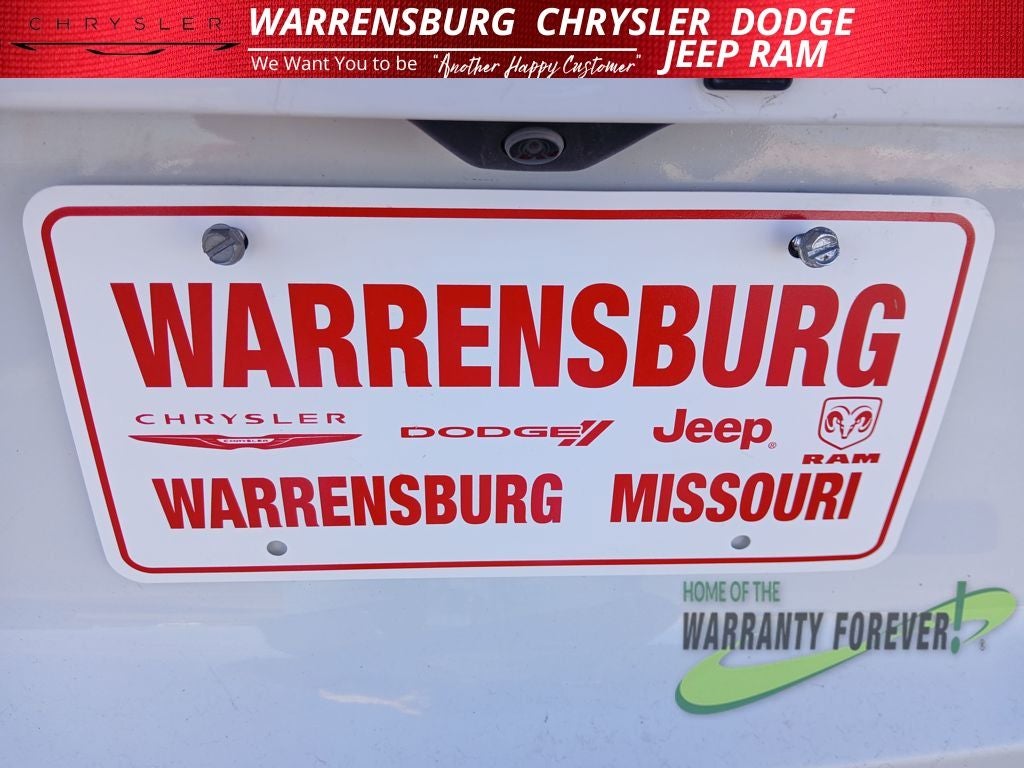 CHRYSLER
WARRENSBURG CHRYSLER DODGE
JEEP RAM
We Want You to be "Another Happy Customer"
WARRENSBURG
CHRYSLER DODGE Jeep® RAM
CHRYSLER
WARRENSBURG MISSOURI
HOME OF THE
WARRANTY FOREVER!®